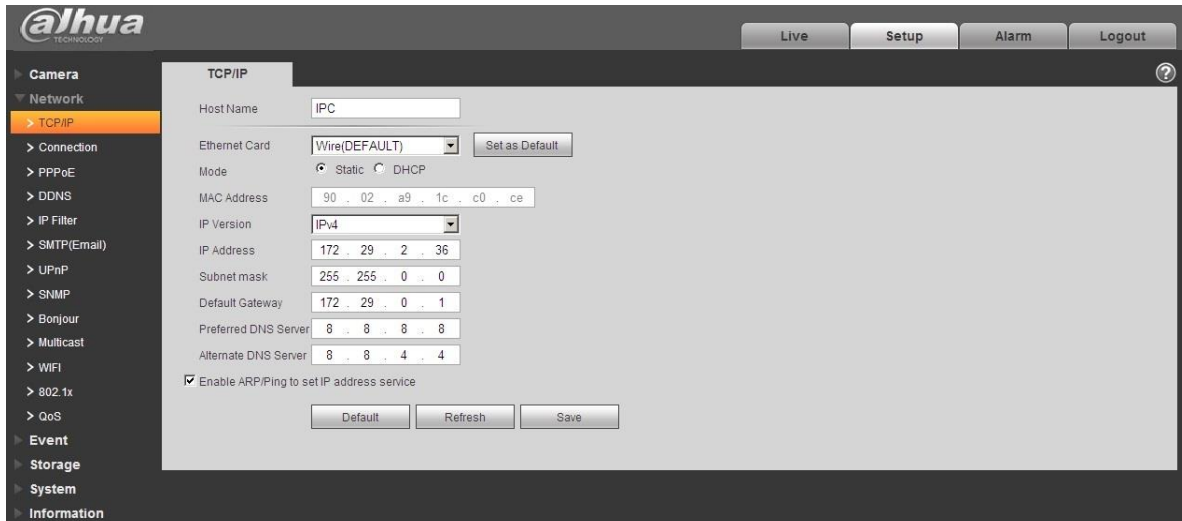 alhua
TECHNOLOGY
Live
Setup
Alarm
Logout
Camera
Network
> TCP/IP
> Connection
> PPPoE
> DDNS
> IP Filter
> SMTP(Email)
> UPnP
> SNMP
> Bonjour
> Multicast
> WIFI
> 802.1x
> QoS
Event
Storage
System
Information
TCP/IP
?
Host Name IPC
Ethernet Card Wire(DEFAULT) Set as Default
Mode Static DHCP
MAC Address 90 . 02 . a9 . 1c . c0 . ce
IP Version IPv4
IP Address 172 . 29 . 2 . 36
Subnet mask 255 . 255 . 0 . 0
Default Gateway 172 . 29 . 0 . 1
Preferred DNS Server 8 . 8 . 8 . 8
Alternate DNS Server 8 . 8 . 4 . 4
Enable ARP/Ping to set IP address service
Default Refresh Save